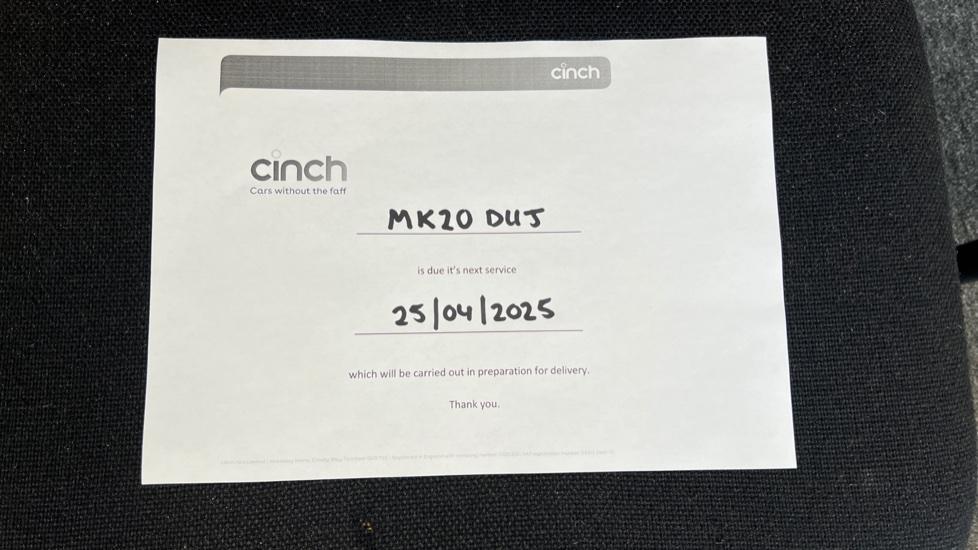 cinch
cinch
Cars without the faff
MK20 DUJ
is due it's next service
25/04/2025
which will be carried out in preparation for delivery.
Thank you.